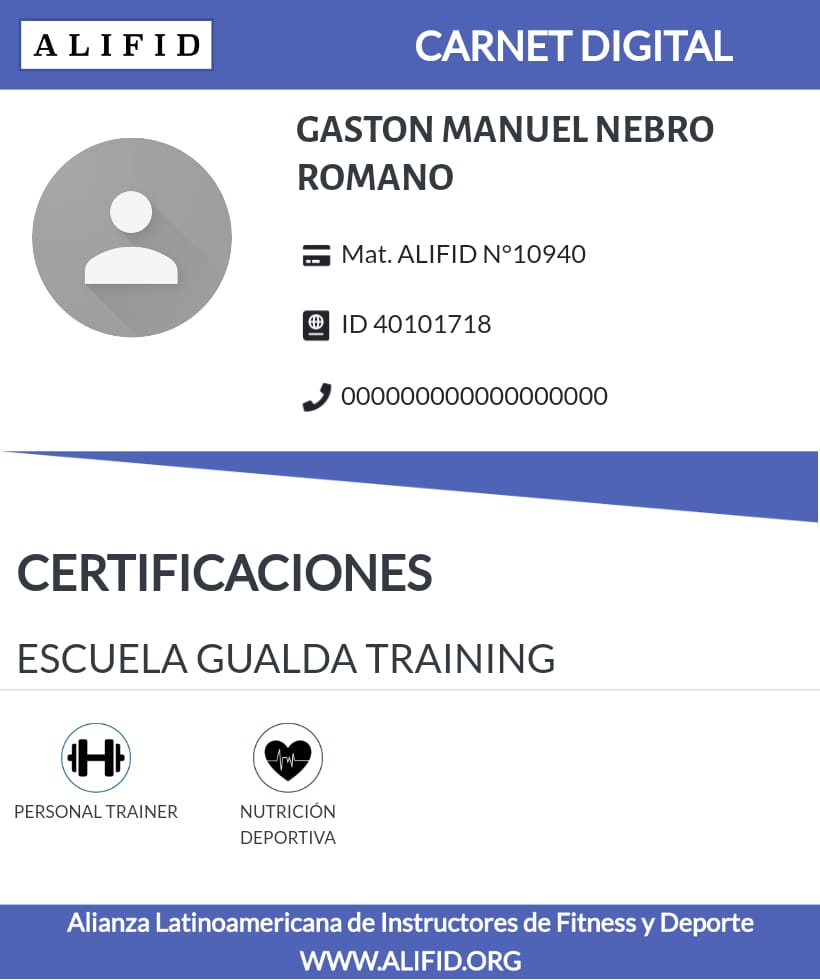 ALIFID
CARNET DIGITAL
GASTON MANUEL NEBRO
ROMANO
Mat. ALIFID N°10940
ID 40101718
000000000000000000
CERTIFICACIONES
ESCUELA GUALDA TRAINING
PERSONAL TRAINER
NUTRICIÓN
DEPORTIVA
Alianza Latinoamericana de Instructores de Fitness y Deporte
WWW.ALIFID.ORG